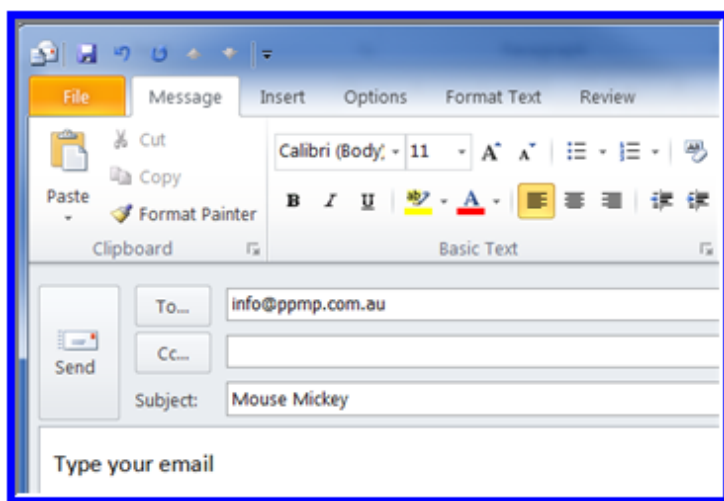 File Message Insert Options Format Text Review
Cut
Calibri (Body) 11 A A
Copy
Paste
Format Painter
B I U ab A
Clipboard
Basic Text
To... info@ppmp.com.au
Cc...
Send
Subject: Mouse Mickey
Type your email